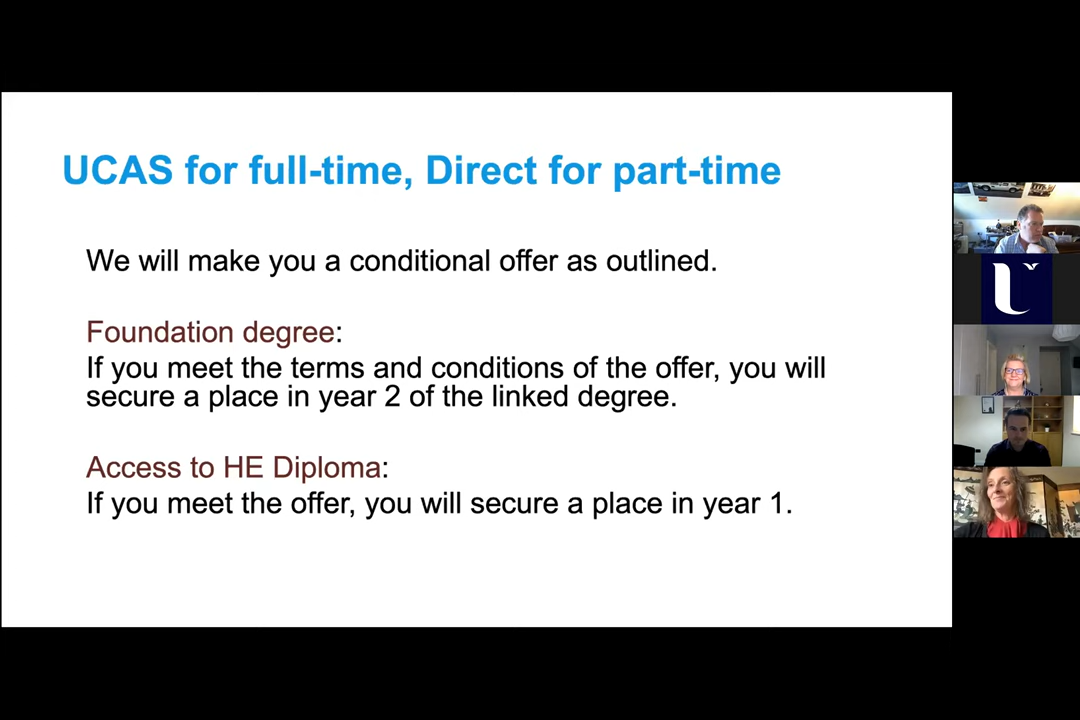 UCAS for full-time, Direct for part-time
We will make you a conditional offer as outlined.
Foundation degree:
If you meet the terms and conditions of the offer, you will
secure a place in year 2 of the linked degree.
Access to HE Diploma:
If you meet the offer, you will secure a place in year 1.